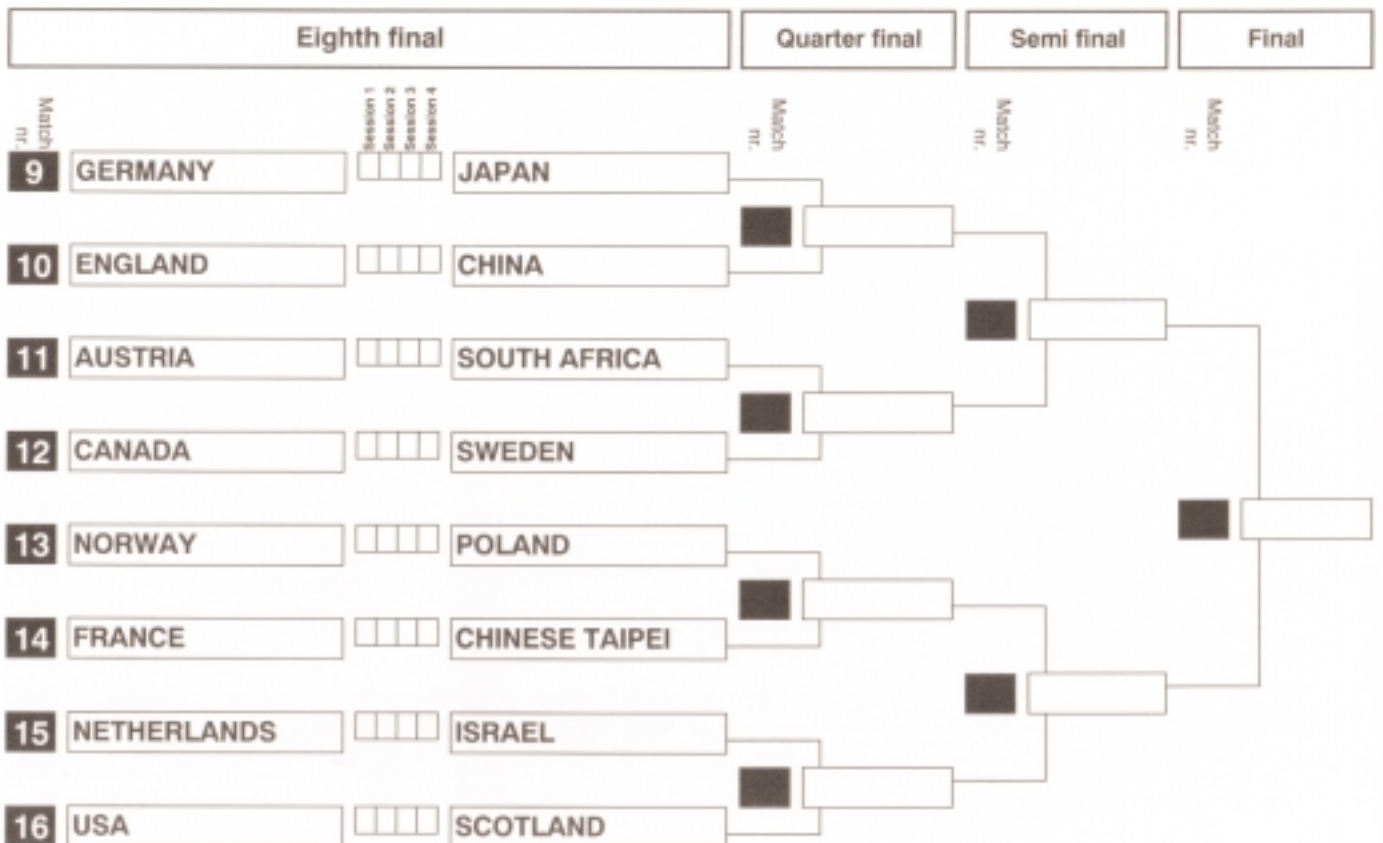 Eighth final Quarter final Semi final Final
Match nr. Session 1 Session 2 Session 3 Session 4 Match nr. Match nr. Match nr.
9 GERMANY JAPAN
10 ENGLAND CHINA
11 AUSTRIA SOUTH AFRICA
12 CANADA SWEDEN
13 NORWAY POLAND
14 FRANCE CHINESE TAIPEI
15 NETHERLANDS ISRAEL
16 USA SCOTLAND